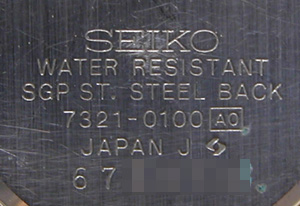 SEIKO
WATER RESISTANT
SGP ST. STEEL BACK
7321-0100 A0
JAPAN J
67